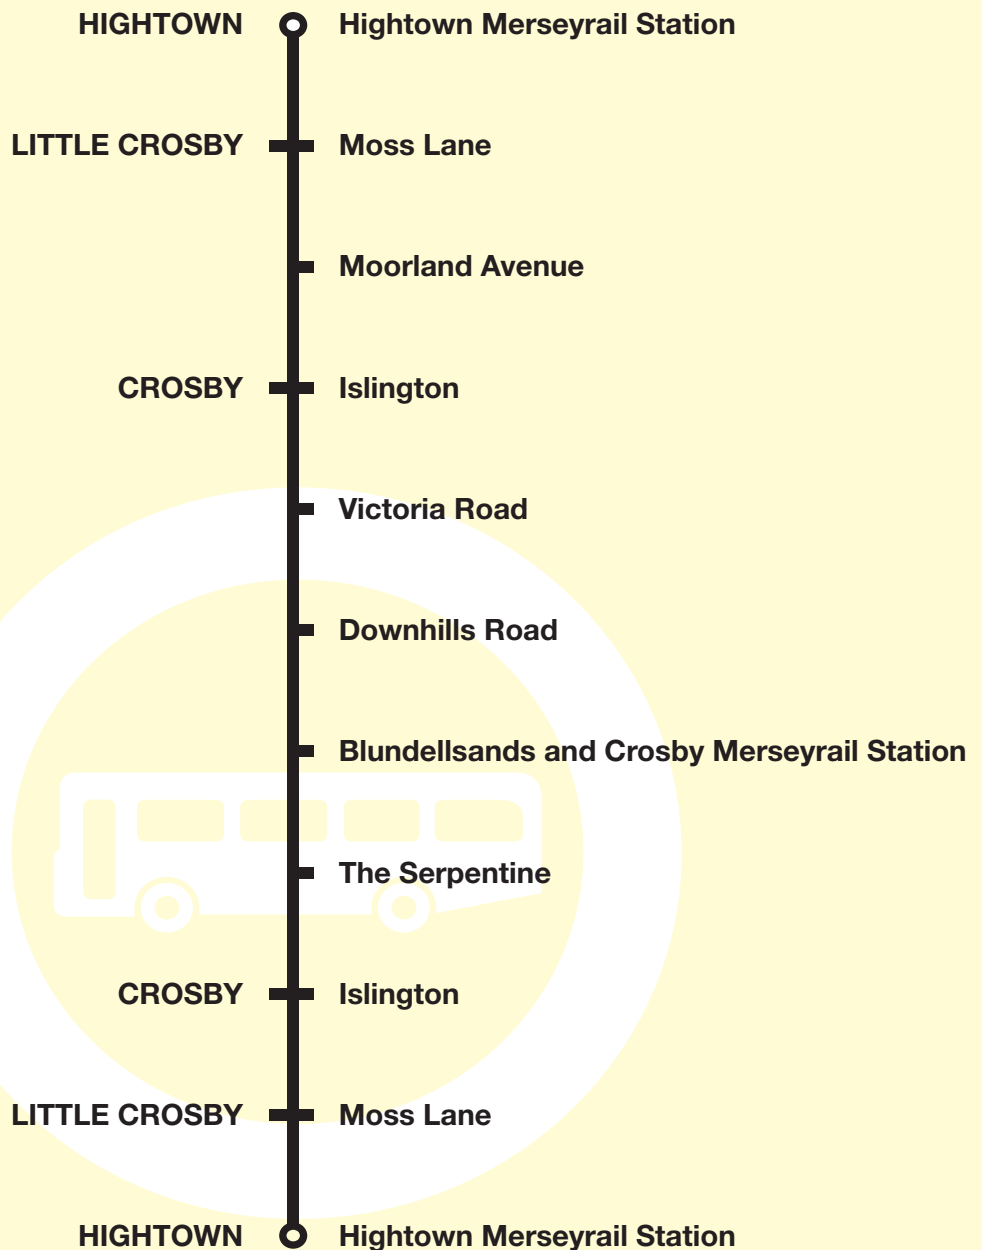 HIGHTOWN Hightown Merseyrail Station
LITTLE CROSBY Moss Lane
Moorland Avenue
CROSBY Islington
Victoria Road
Downhills Road
Blundellsands and Crosby Merseyrail Station
The Serpentine
CROSBY Islington
LITTLE CROSBY Moss Lane
HIGHTOWN Hightown Merseyrail Station